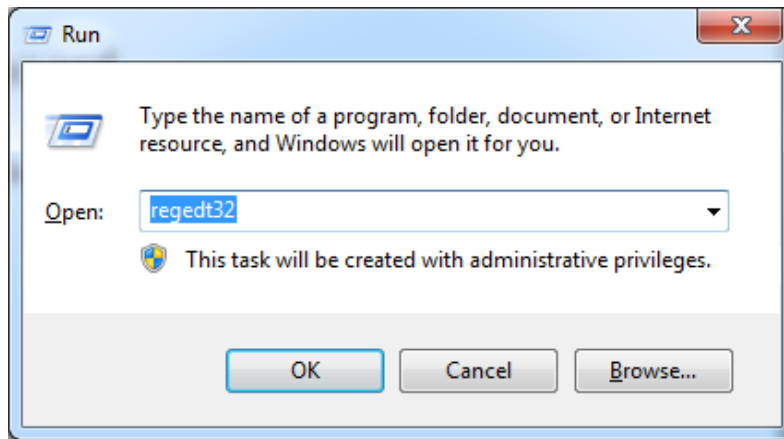 Run
Type the name of a program, folder, document, or Internet
resource, and Windows will open it for you.
Open: regedt32
This task will be created with administrative privileges.
OK Cancel Browse...